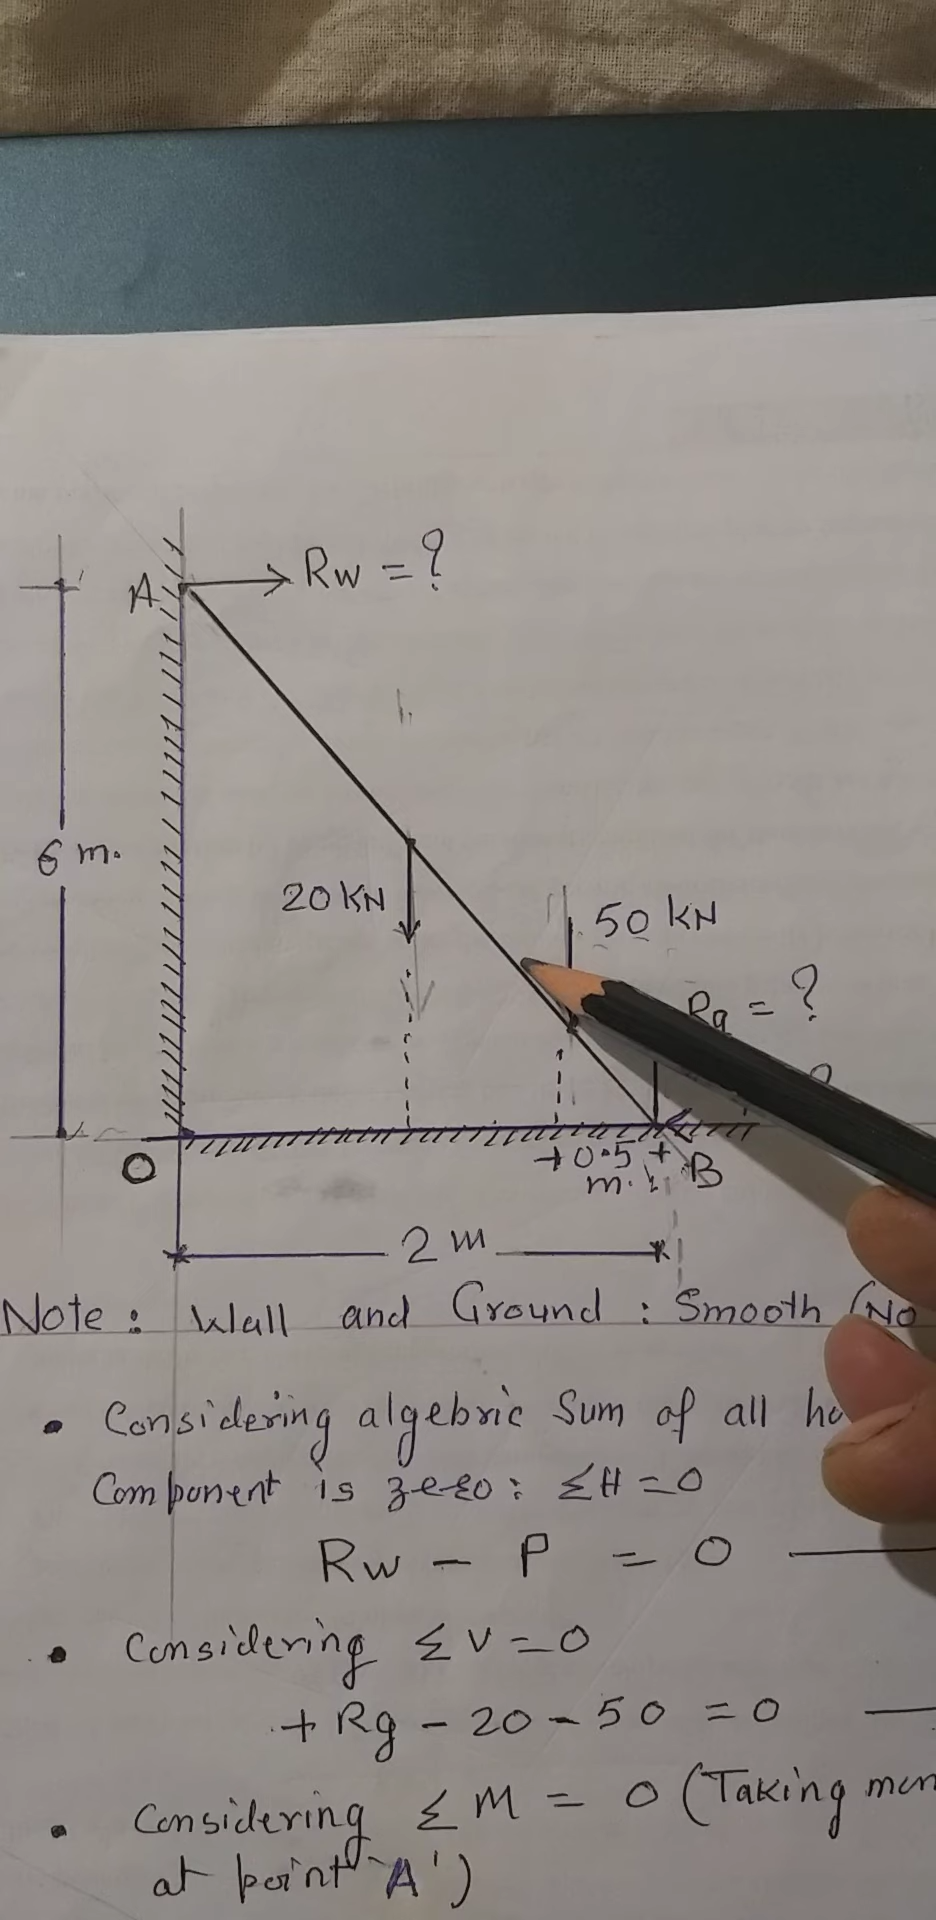 A
Rw = ?
6 m.
20 KN
50 KN
Rg = ?
?
O
0.5
m.
B
2 m
Note : Wall and Ground : Smooth (No
• Considering algebric Sum of all
Component is zero : ΣH = 0
Rw - P = 0
• Considering ΣV = 0
+ Rg - 20 - 50 = 0
• Considering ΣM = 0 (Taking
at point 'A')